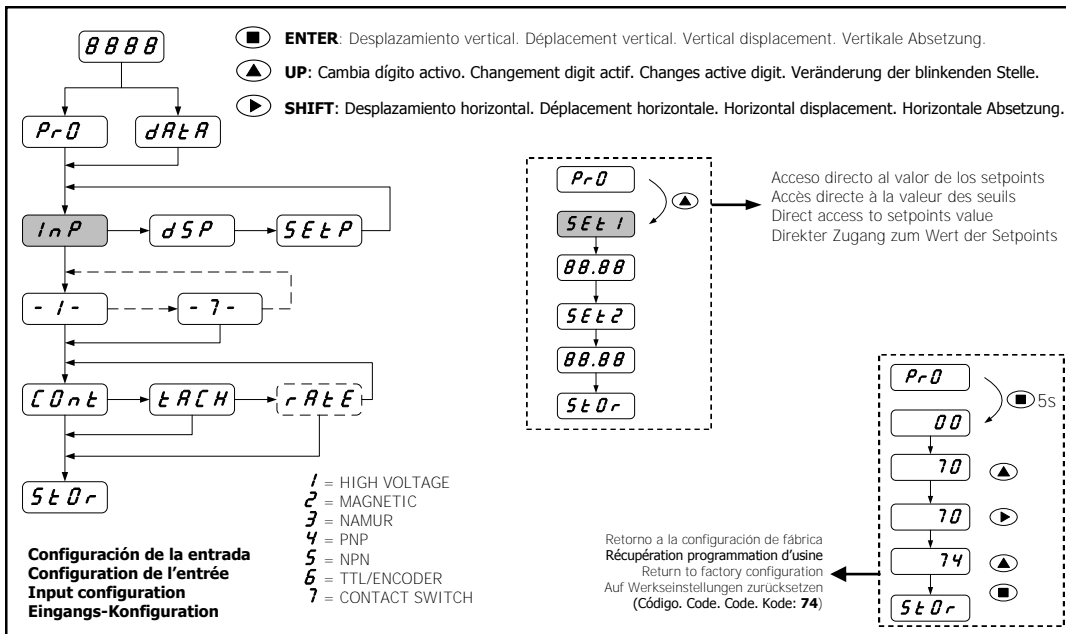 8888
ENTER: Desplazamiento vertical. Déplacement vertical. Vertical displacement. Vertikale Absetzung.
UP: Cambia dígito activo. Changement digit actif. Changes active digit. Veränderung der blinkenden Stelle.
SHIFT: Desplazamiento horizontal. Déplacement horizontale. Horizontal displacement. Horizontale Absetzung.
Pr0 dAtA
InP dSP SEtP
-1- -7-
C0nt tACH rAtE
St0r
1 = HIGH VOLTAGE
2 = MAGNETIC
3 = NAMUR
4 = PNP
5 = NPN
6 = TTL/ENCODER
7 = CONTACT SWITCH
Configuración de la entrada
Configuration de l'entrée
Input configuration
Eingangs-Konfiguration
Pr0
SEt1
88.88
SEt2
88.88
St0r
Acceso directo al valor de los setpoints
Accès directe à la valeur des seuils
Direct access to setpoints value
Direkter Zugang zum Wert der Setpoints
Pr0
5s
00
70
70
74
St0r
Retorno a la configuración de fábrica
Récupération programmation d'usine
Return to factory configuration
Auf Werkseinstellungen zurücksetzen
(Código. Code. Code. Kode: 74)